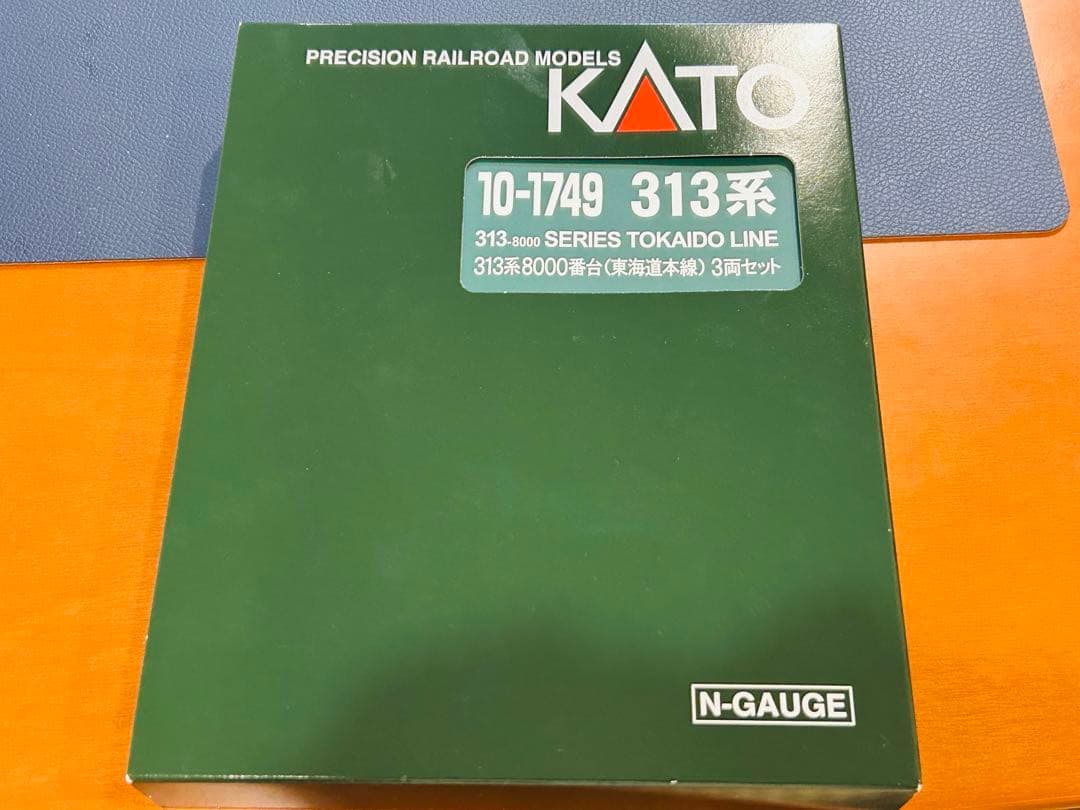 PRECISION RAILROAD MODELS
KATO
10-1749 313系
313-8000 SERIES TOKAIDO LINE
313系8000番台(東海道本線) 3両セット
N-GAUGE